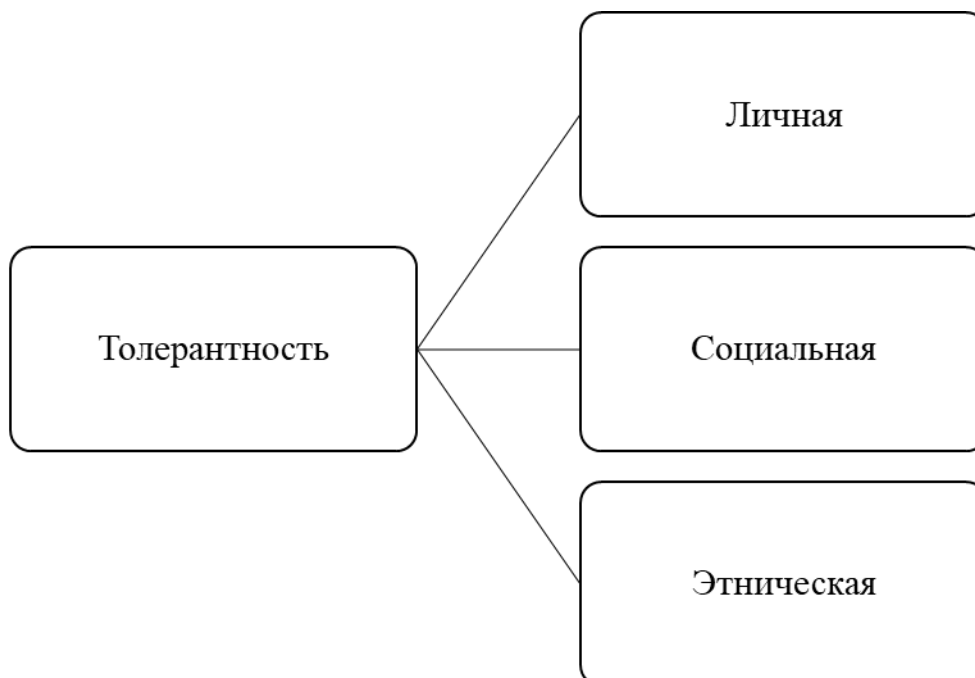 Личная
Толерантность
Социальная
Этническая